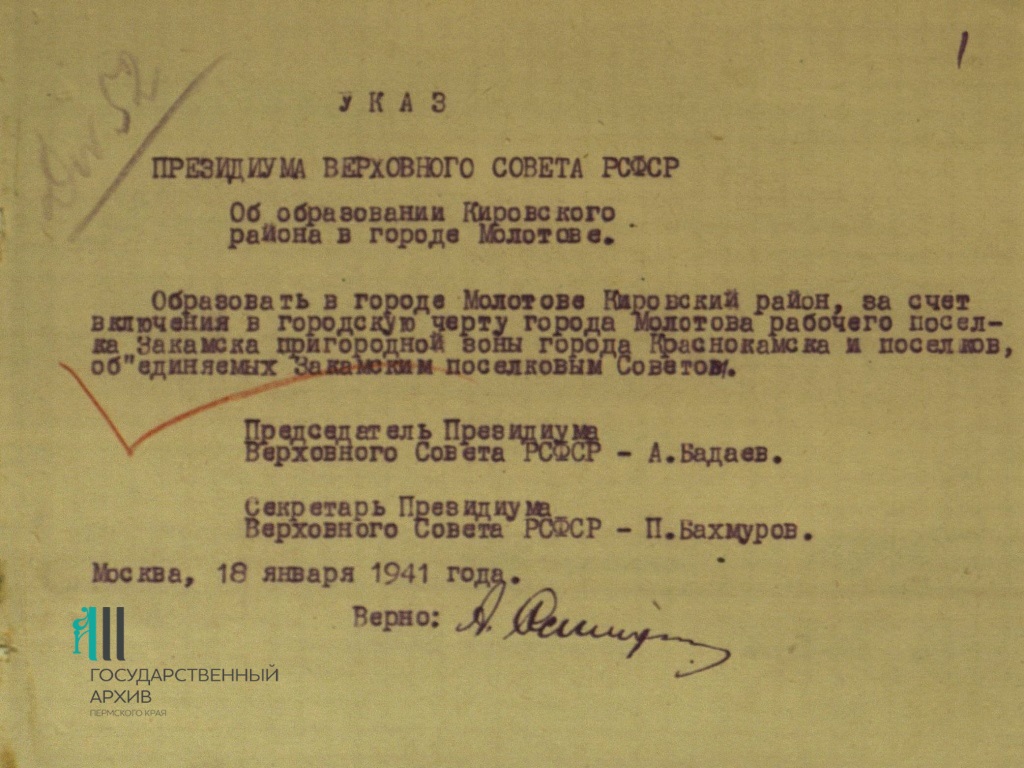 1
52
УКАЗ
ПРЕЗИДИУМА ВЕРХОВНОГО СОВЕТА РСФСР
Об образовании Кировского
района в городе Молотове.
Образовать в городе Молотове Кировский район, за счет
включения в городскую черту города Молотова рабочего посел-
ка Закамска пригородной зоны города Краснокамска и поселков,
об"единяемых Закамским поселковым Советом.
Председатель Президиума
Верховного Совета РСФСР - А.Бадаев.
Секретарь Президиума
Верховного Совета РСФСР - П.Бахмуров.
Москва, 18 января 1941 года.
Верно: А.
ГОСУДАРСТВЕННЫЙ
АРХИВ
ПЕРМСКОГО КРАЯ